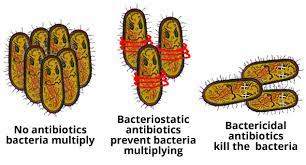 No antibiotics
bacteria multiply
Bacteriostatic
antibiotics
prevent bacteria
multiplying
Bactericidal
antibiotics
kill the bacteria